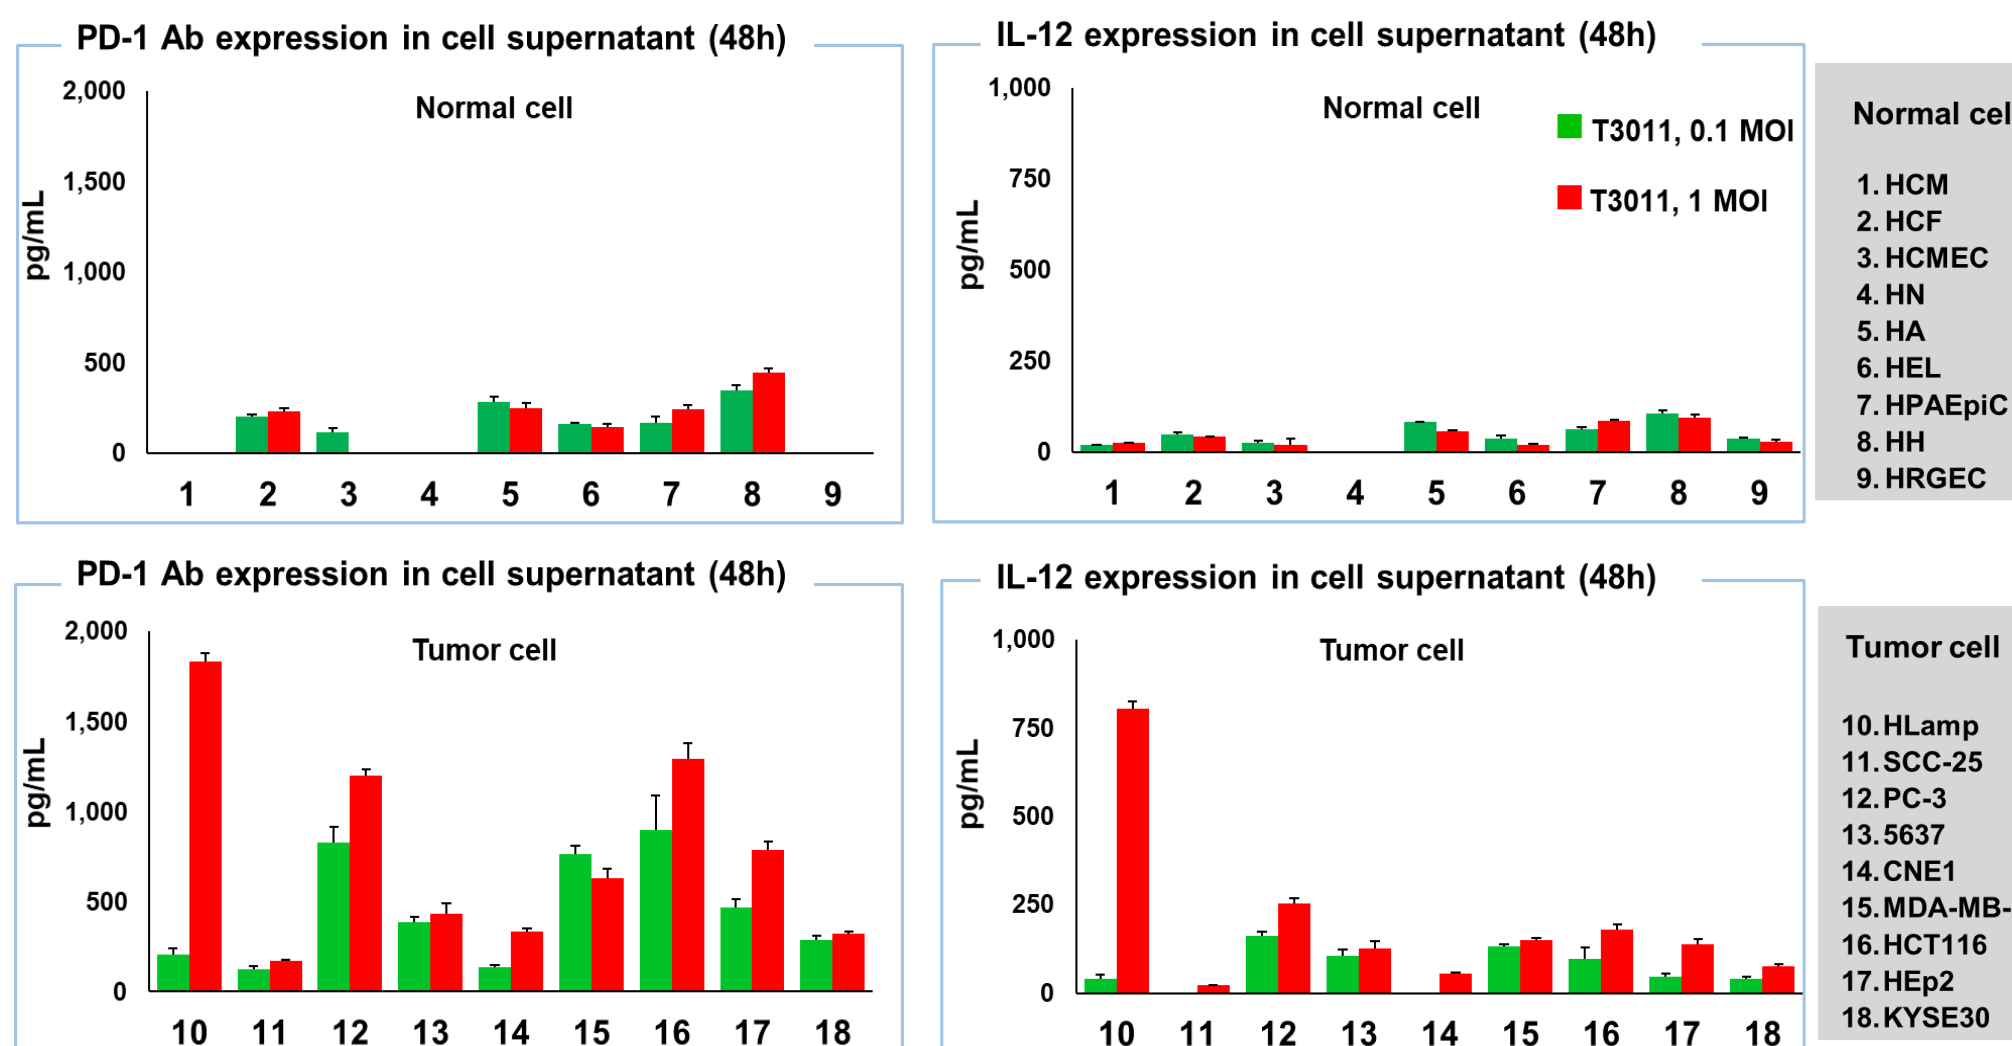 PD-1 Ab expression in cell supernatant (48h)
Normal cell
pg/mL
2,000
1,500
1,000
500
0
1 2 3 4 5 6 7 8 9
IL-12 expression in cell supernatant (48h)
Normal cell
T3011, 0.1 MOI
T3011, 1 MOI
pg/mL
1,000
750
500
250
0
1 2 3 4 5 6 7 8 9
Normal cel
1. HCM
2. HCF
3. HCMEC
4. HN
5. HA
6. HEL
7. HPAEpiC
8. HH
9. HRGEC
PD-1 Ab expression in cell supernatant (48h)
Tumor cell
pg/mL
2,000
1,500
1,000
500
0
10 11 12 13 14 15 16 17 18
IL-12 expression in cell supernatant (48h)
Tumor cell
pg/mL
1,000
750
500
250
0
10 11 12 13 14 15 16 17 18
Tumor cell
10. HLamp
11. SCC-25
12. PC-3
13. 5637
14. CNE1
15. MDA-MB-
16. HCT116
17. HEp2
18. KYSE30